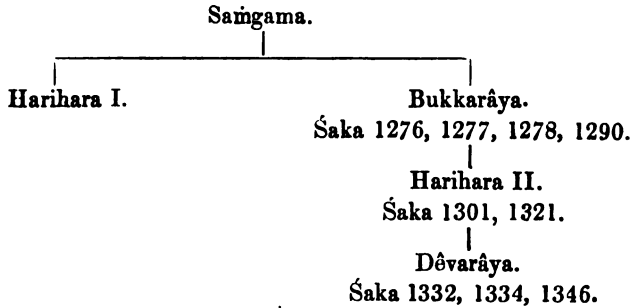 Saṁgama.
Harihara I. Bukkarâya.
Śaka 1276, 1277, 1278, 1290.
Harihara II.
Śaka 1301, 1321.
Dêvarâya.
Śaka 1332, 1334, 1346.